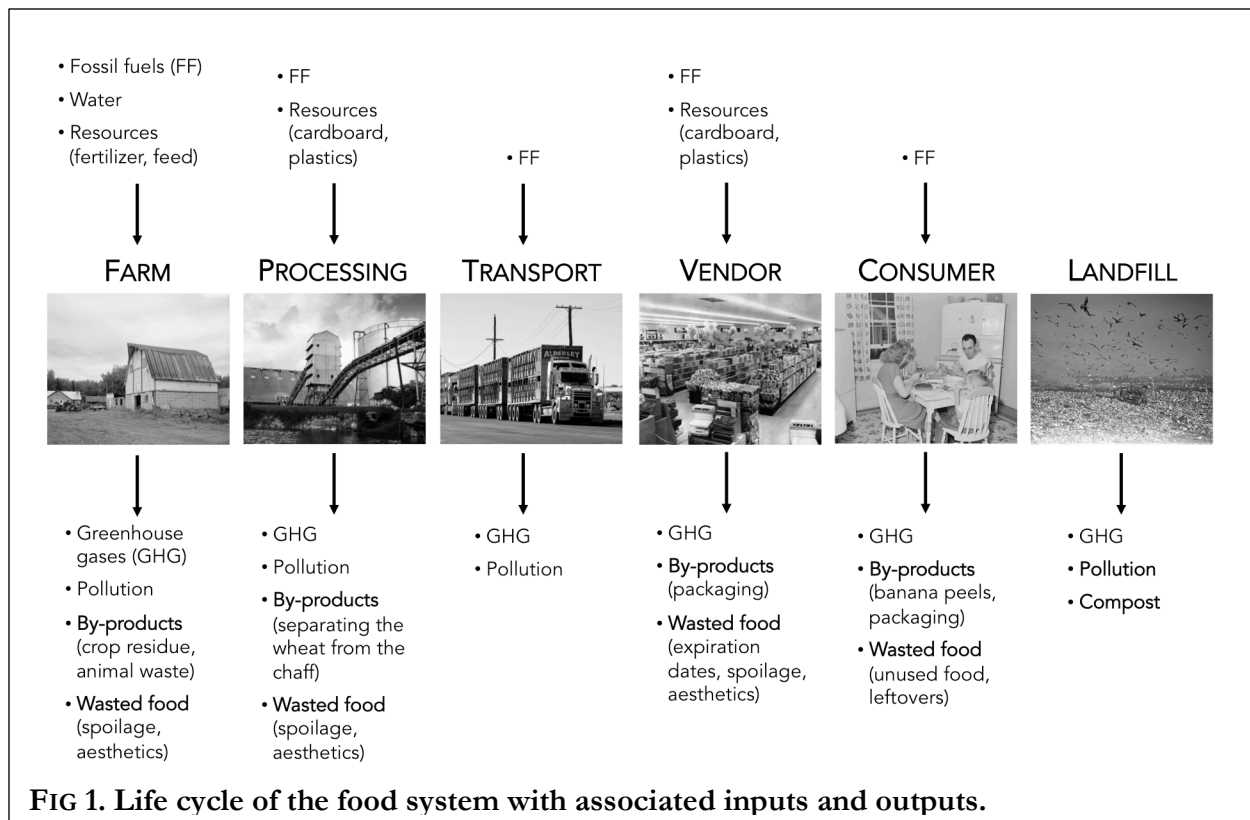 • Fossil fuels (FF)
• Water
• Resources
(fertilizer, feed)
• FF
• Resources
(cardboard,
plastics)
• FF
• FF
• Resources
(cardboard,
plastics)
• FF
FARM
PROCESSING
TRANSPORT
VENDOR
CONSUMER
LANDFILL
ALDERLEY
• Greenhouse
gases (GHG)
• Pollution
• By-products
(crop residue,
animal waste)
• Wasted food
(spoilage,
aesthetics)
• GHG
• Pollution
• By-products
(separating the
wheat from the
chaff)
• Wasted food
(spoilage,
aesthetics)
• GHG
• Pollution
• GHG
• By-products
(packaging)
• Wasted food
(expiration
dates, spoilage,
aesthetics)
• GHG
• By-products
(banana peels,
packaging)
• Wasted food
(unused food,
leftovers)
• GHG
• Pollution
• Compost
FIG 1. Life cycle of the food system with associated inputs and outputs.